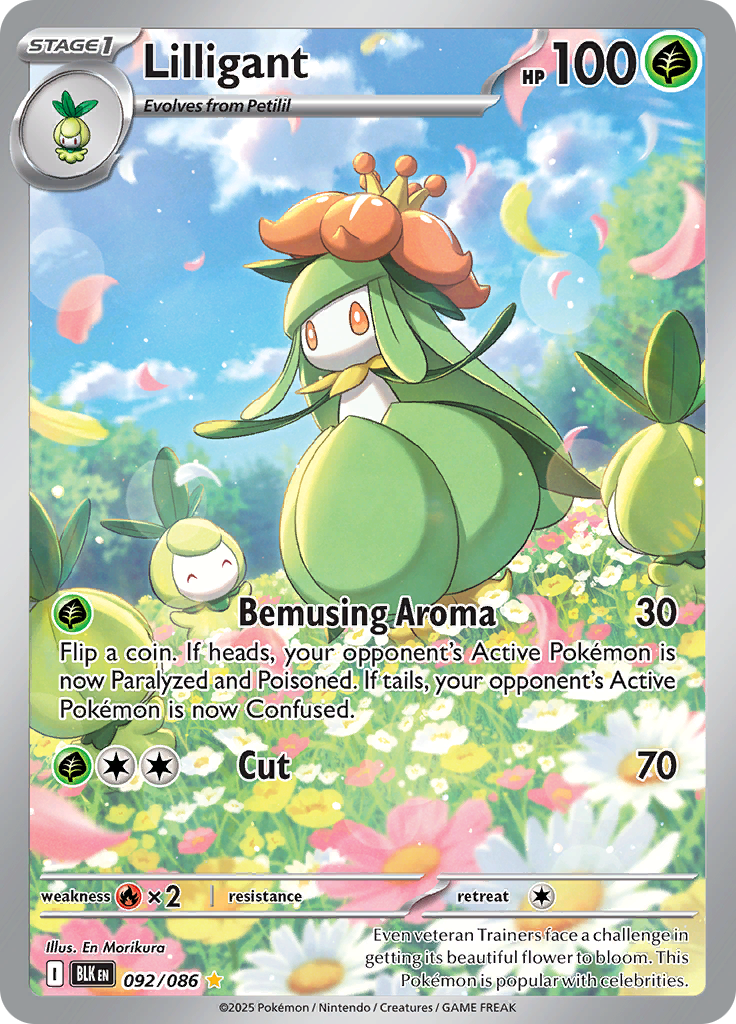 STAGE1
Lilligant
HP 100
Evolves from Petilil
Bemusing Aroma 30
Flip a coin. If heads, your opponent's Active Pokémon is
now Paralyzed and Poisoned. If tails, your opponent's Active
Pokémon is now Confused.
Cut 70
weakness ×2 resistance retreat
Illus. En Morikura
Even veteran Trainers face a challenge in
getting its beautiful flower to bloom. This
Pokémon is popular with celebrities.
I BLK EN 092/086
©2025 Pokémon / Nintendo / Creatures / GAME FREAK